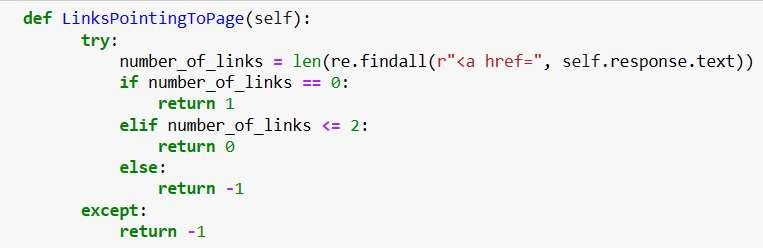 def LinksPointingToPage(self):
    try:
        number_of_links = len(re.findall(r"<a href=", self.response.text))
        if number_of_links == 0:
            return 1
        elif number_of_links <= 2:
            return 0
        else:
            return -1
    except:
        return -1